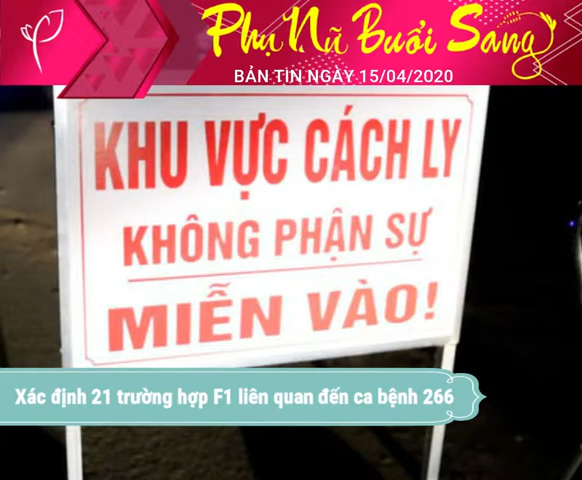 Phụ Nữ Buổi Sang
BẢN TIN NGÀY 15/04/2020
KHU VỰC CÁCH LY
KHÔNG PHẬN SỰ
MIỄN VÀO!
Xác định 21 trường hợp F1 liên quan đến ca bệnh 266